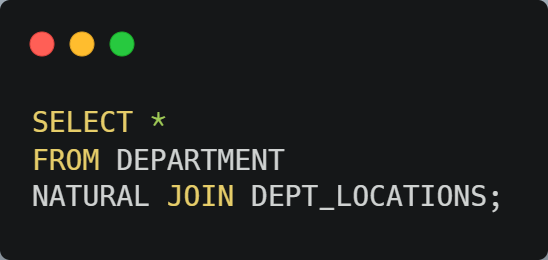 SELECT *
FROM DEPARTMENT
NATURAL JOIN DEPT_LOCATIONS;